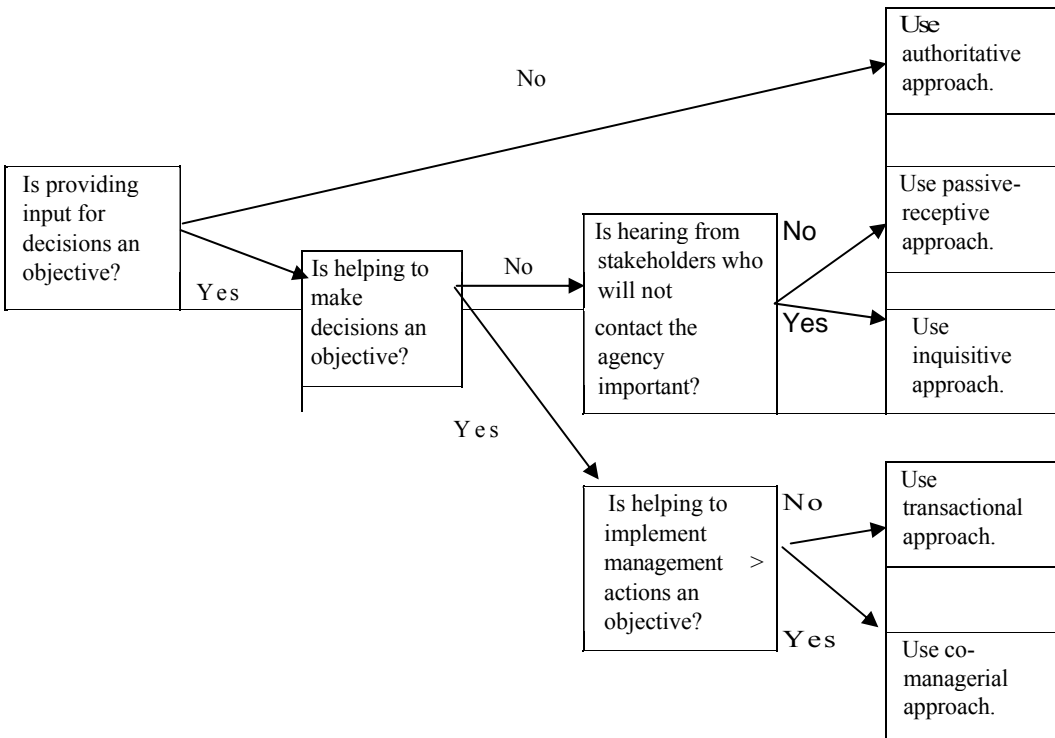 Use
authoritative
approach.
No
Is providing
input for
decisions an
objective?
Yes
Is helping to
make
decisions an
objective?
No
Is hearing from
stakeholders who
will not
contact the
agency
important?
No
Yes
Use passive-
receptive
approach.
Use
inquisitive
approach.
Yes
Is helping to
implement
management >
actions an
objective?
No
Yes
Use
transactional
approach.
Use co-
managerial
approach.